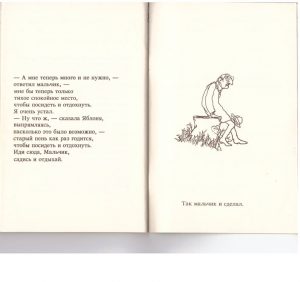 — А мне теперь много и не нужно, —
ответил мальчик, —
мне бы теперь только
тихое спокойное место,
чтобы посидеть и отдохнуть.
Я очень устал.
— Ну что ж, — сказала Яблоня,
выпрямляясь,
насколько это было возможно, —
старый пень как раз годится,
чтобы посидеть и отдохнуть.
Иди сюда, Мальчик,
садись и отдыхай.
Так мальчик и сделал.